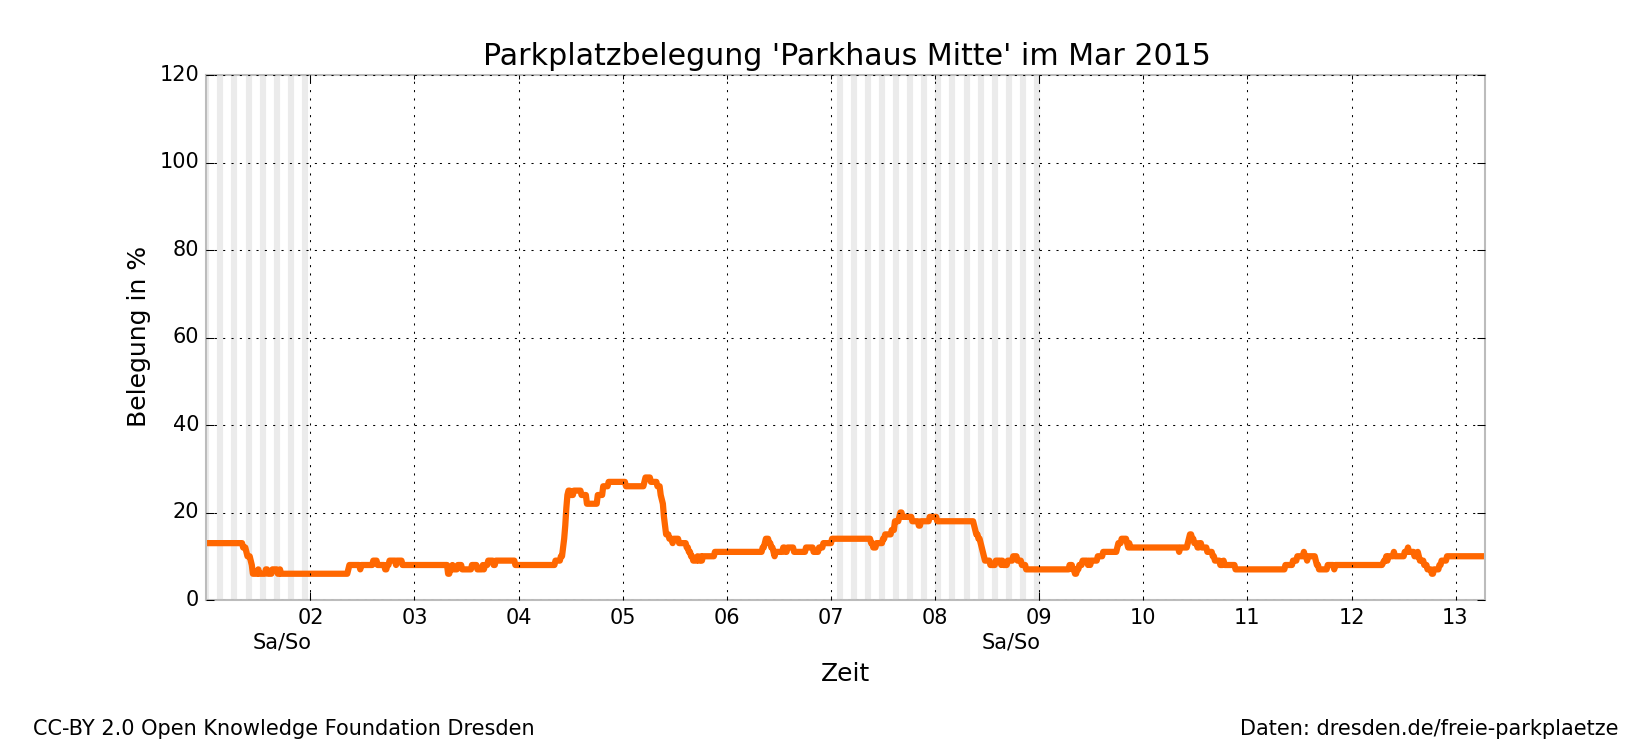 Parkplatzbelegung 'Parkhaus Mitte' im Mar 2015
120
100
80
60
40
20
0
Belegung in %
02 03 04 05 06 07 08 09 10 11 12 13
Sa/So Sa/So
Zeit
CC-BY 2.0 Open Knowledge Foundation Dresden
Daten: dresden.de/freie-parkplaetze